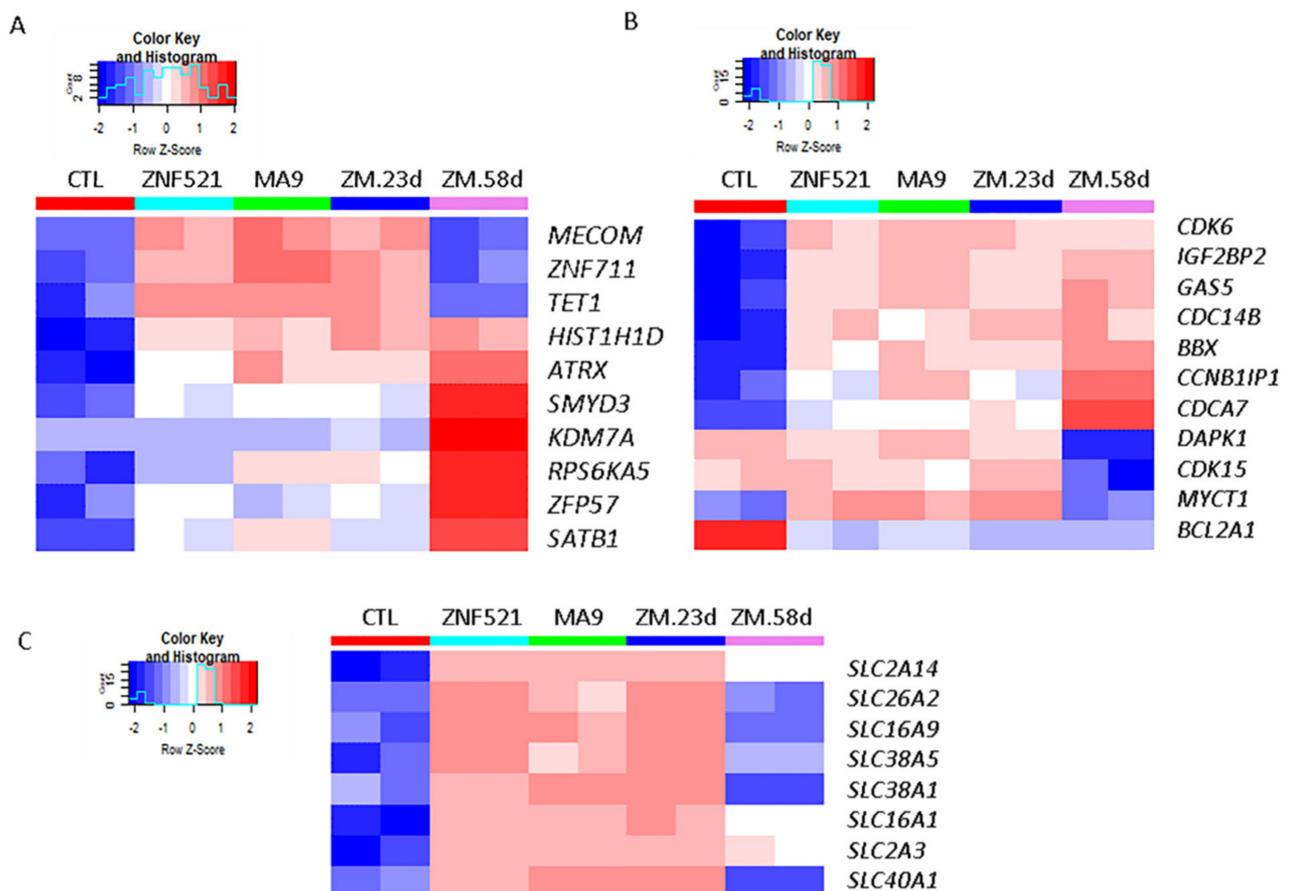 A
Color Key
and Histogram
Count
2 8
-2 -1 0 1 2
Row Z-Score
CTL ZNF521 MA9 ZM.23d ZM.58d
MECOM
ZNF711
TET1
HIST1H1D
ATRX
SMYD3
KDM7A
RPS6KA5
ZFP57
SATB1
B
Color Key
and Histogram
Count
0 15
-2 -1 0 1 2
Row Z-Score
CTL ZNF521 MA9 ZM.23d ZM.58d
CDK6
IGF2BP2
GAS5
CDC14B
BBX
CCNB1IP1
CDCA7
DAPK1
CDK15
MYCT1
BCL2A1
C
Color Key
and Histogram
Count
0 15
-2 -1 0 1 2
Row Z-Score
CTL ZNF521 MA9 ZM.23d ZM.58d
SLC2A14
SLC26A2
SLC16A9
SLC38A5
SLC38A1
SLC16A1
SLC2A3
SLC40A1